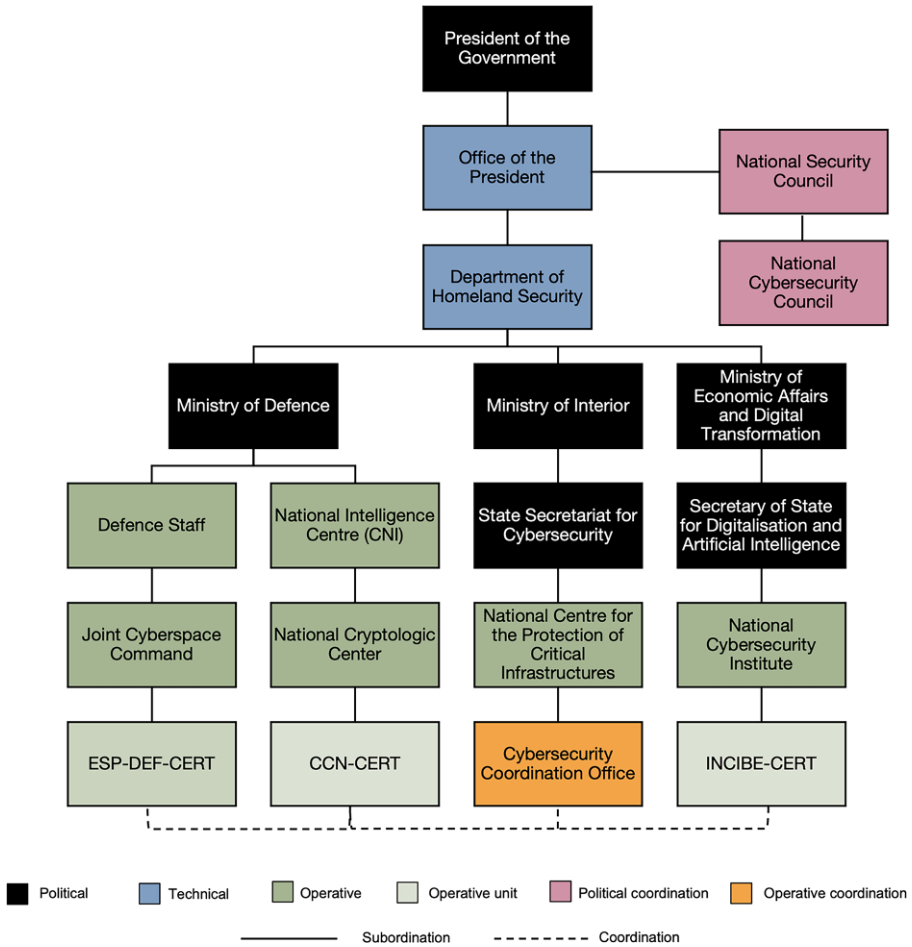 President of the
Government
Office of the
President
National Security
Council
Department of
Homeland Security
National
Cybersecurity
Council
Ministry of Defence
Ministry of Interior
Ministry of
Economic Affairs
and Digital
Transformation
Defence Staff
National Intelligence
Centre (CNI)
State Secretariat for
Cybersecurity
Secretary of State
for Digitalisation and
Artificial Intelligence
Joint Cyberspace
Command
National Cryptologic
Center
National Centre for
the Protection of
Critical
Infrastructures
National
Cybersecurity
Institute
ESP-DEF-CERT
CCN-CERT
Cybersecurity
Coordination Office
INCIBE-CERT
Political
Technical
Operative
Operative unit
Political coordination
Operative coordination
Subordination
Coordination